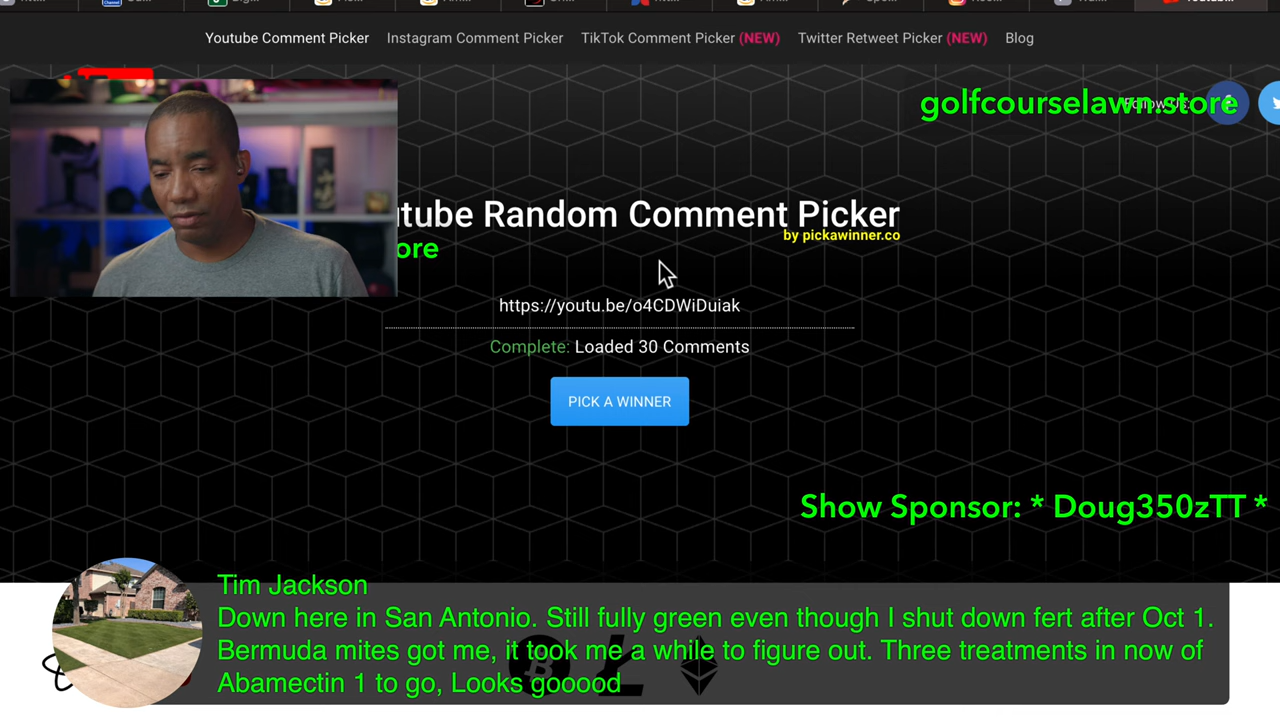 Youtube Comment Picker Instagram Comment Picker TikTok Comment Picker (NEW) Twitter Retweet Picker (NEW) Blog
golfcourselawn.store
tube Random Comment Picker
by pickawinner.co
ore
https://youtu.be/o4CDWiDuiak
Complete: Loaded 30 Comments
PICK A WINNER
Show Sponsor: * Doug350zTT *
Tim Jackson
Down here in San Antonio. Still fully green even though I shut down fert after Oct 1.
Bermuda mites got me, it took me a while to figure out. Three treatments in now of
Abamectin 1 to go, Looks gooood